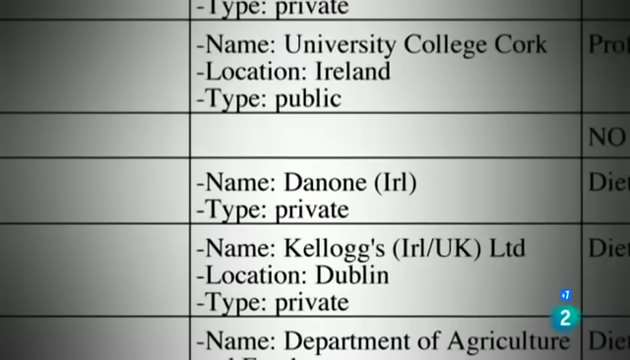 -Type: private
-Name: University College Cork
-Location: Ireland
-Type: public
NO
-Name: Danone (Irl)
-Type: private
-Name: Kellogg's (Irl/UK) Ltd
-Location: Dublin
-Type: private
+7
2
-Name: Department of Agriculture